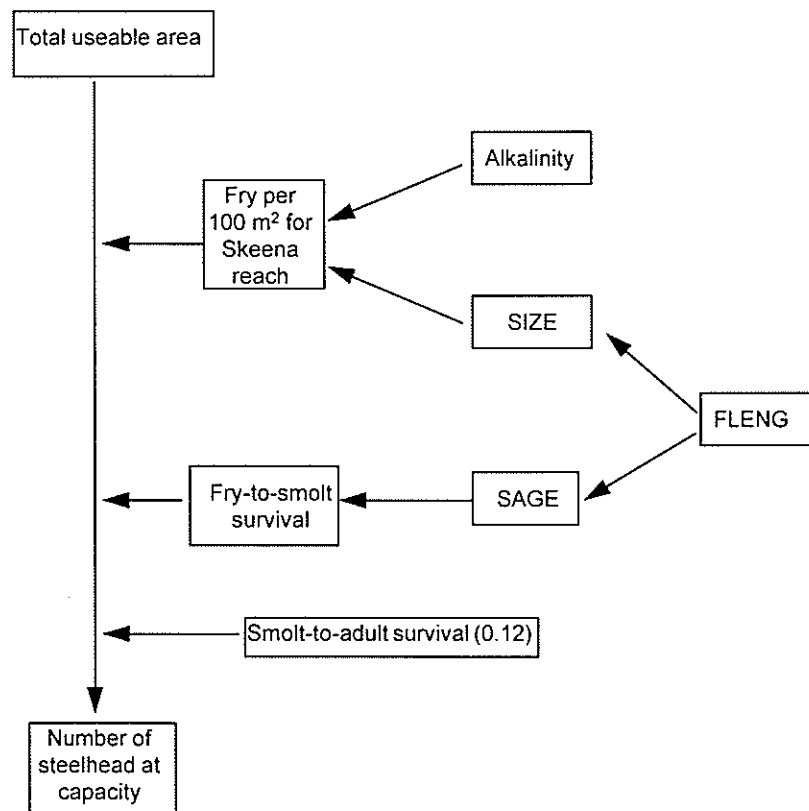 Total useable area
Alkalinity
Fry per
100 m² for
Skeena
reach
SIZE
FLENG
Fry-to-smolt
survival
SAGE
Smolt-to-adult survival (0.12)
Number of
steelhead at
capacity